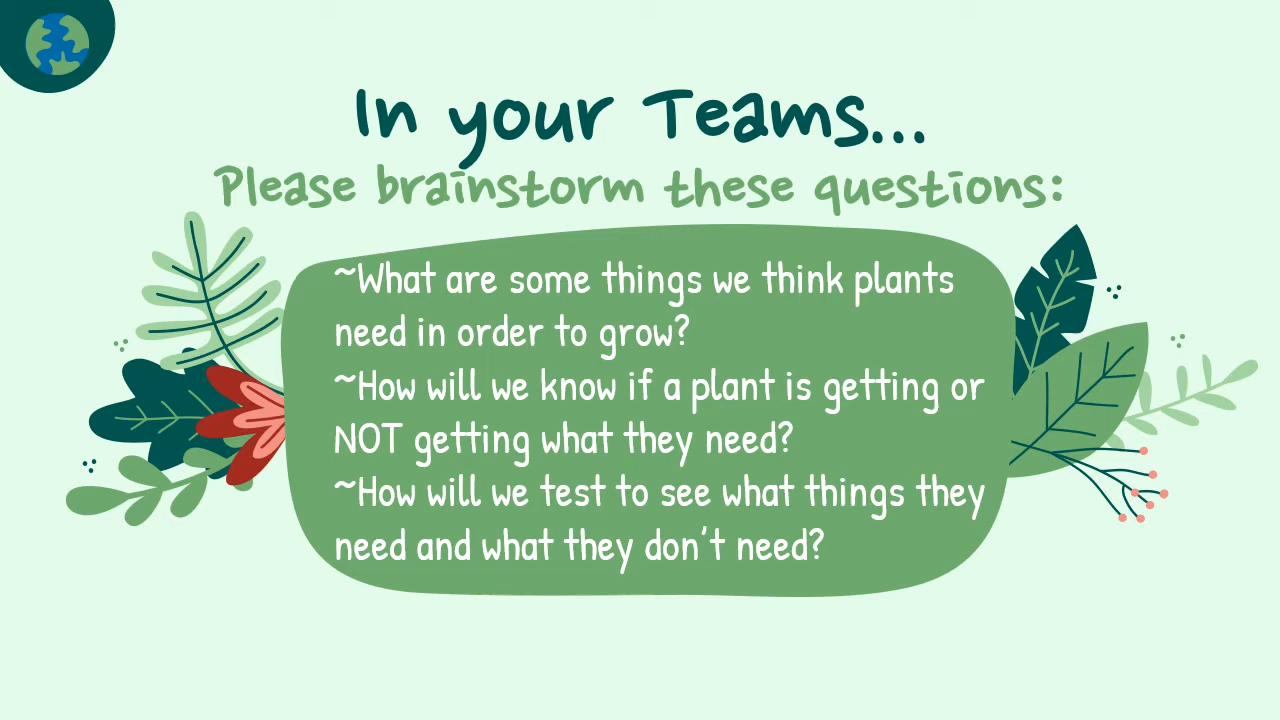 In your Teams...
Please brainstorm these questions:
~What are some things we think plants
need in order to grow?
~How will we know if a plant is getting or
NOT getting what they need?
~How will we test to see what things they
need and what they don't need?